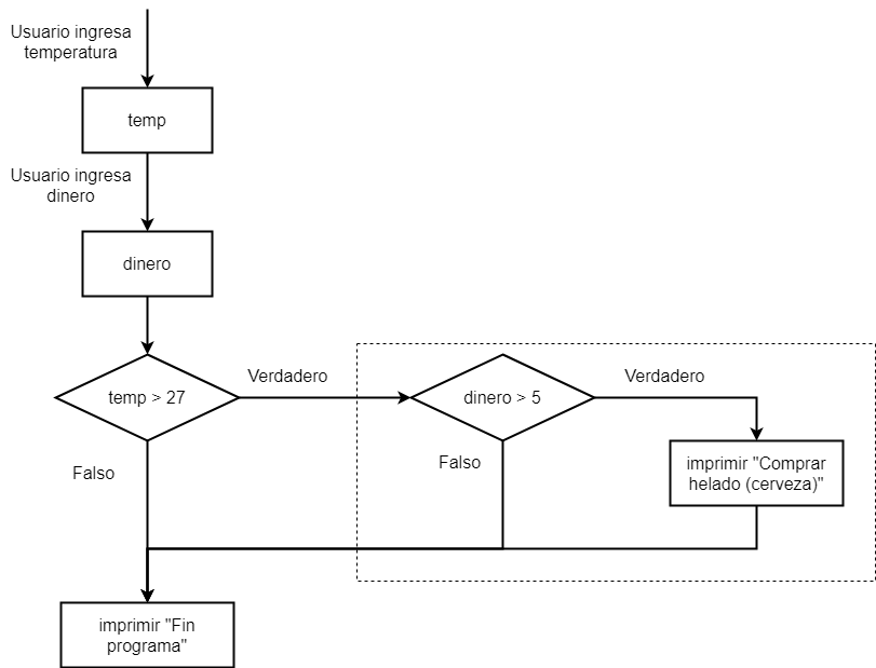 Usuario ingresa
temperatura
temp
Usuario ingresa
dinero
dinero
temp > 27
Verdadero
dinero > 5
Verdadero
Falso
Falso
imprimir "Comprar
helado (cerveza)"
imprimir "Fin
programa"